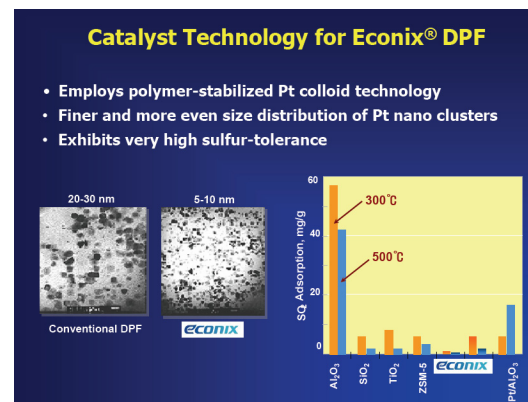 Catalyst Technology for Econix® DPF
• Employs polymer-stabilized Pt colloid technology
• Finer and more even size distribution of Pt nano clusters
• Exhibits very high sulfur-tolerance
20-30 nm
5-10 nm
Conventional DPF
econix
SO₂ Adsorption, mg/g
60
40
20
0
300℃
500℃
Al₂O₃
SiO₂
TiO₂
ZSM-5
econix
Pt/Al₂O₃